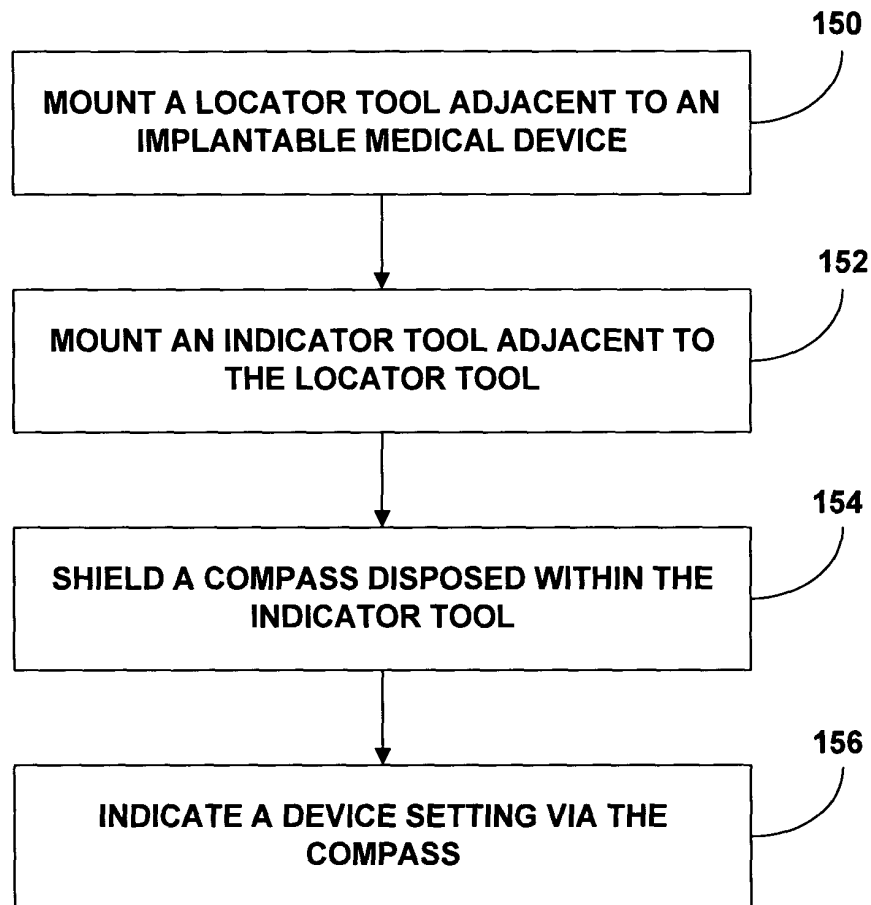 150
MOUNT A LOCATOR TOOL ADJACENT TO AN
IMPLANTABLE MEDICAL DEVICE
152
MOUNT AN INDICATOR TOOL ADJACENT TO
THE LOCATOR TOOL
154
SHIELD A COMPASS DISPOSED WITHIN THE
INDICATOR TOOL
156
INDICATE A DEVICE SETTING VIA THE
COMPASS